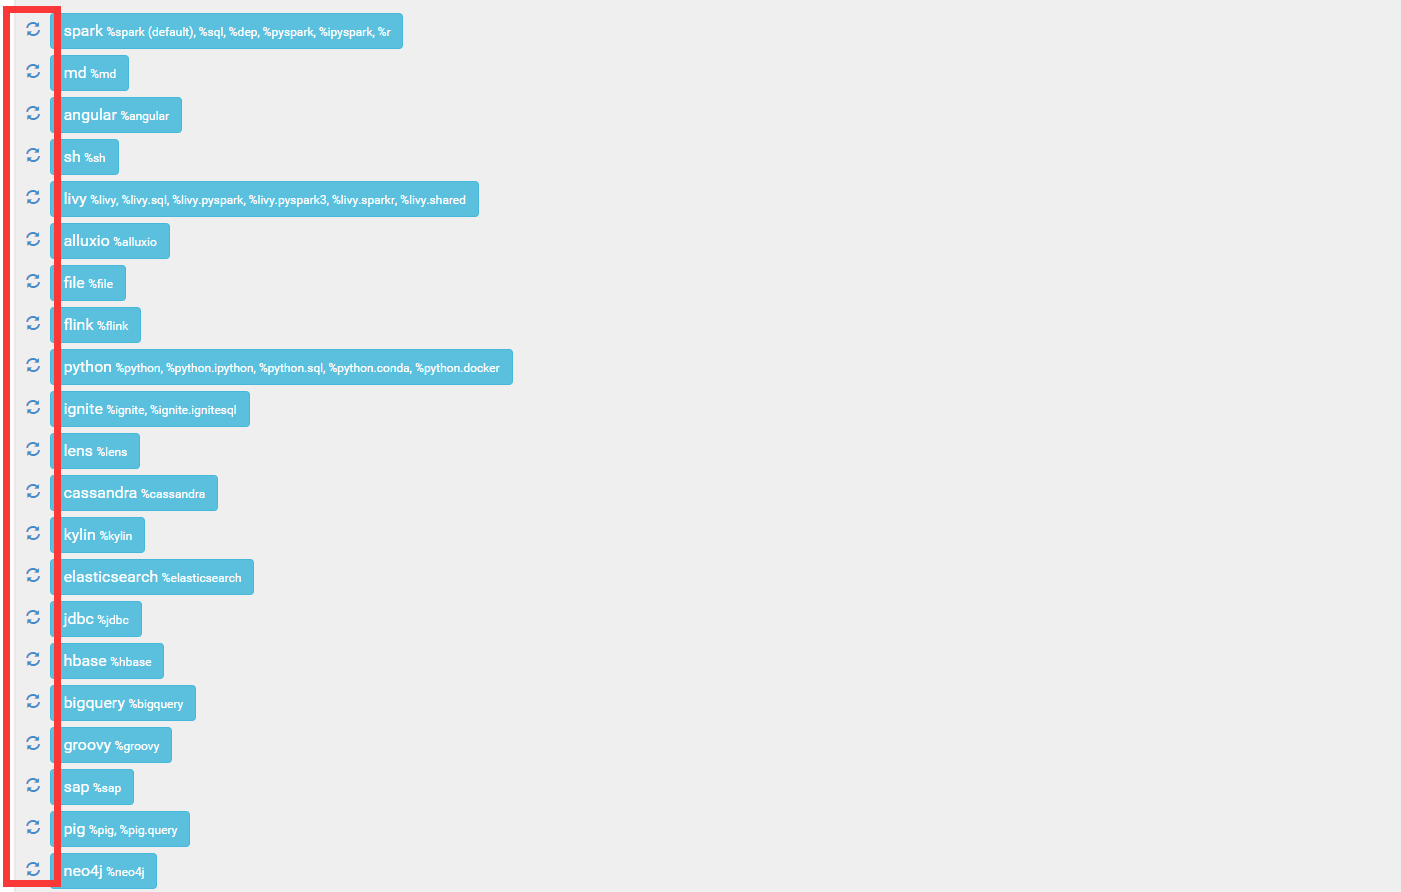 spark %spark (default), %sql, %dep, %pyspark, %ipyspark, %r
md %md
angular %angular
sh %sh
livy %livy, %livy.sql, %livy.pyspark, %livy.pyspark3, %livy.sparkr, %livy.shared
alluxio %alluxio
file %file
flink %flink
python %python, %python.ipython, %python.sql, %python.conda, %python.docker
ignite %ignite, %ignite.ignitesql
lens %lens
cassandra %cassandra
kylin %kylin
elasticsearch %elasticsearch
jdbc %jdbc
hbase %hbase
bigquery %bigquery
groovy %groovy
sap %sap
pig %pig, %pig.query
neo4j %neo4j